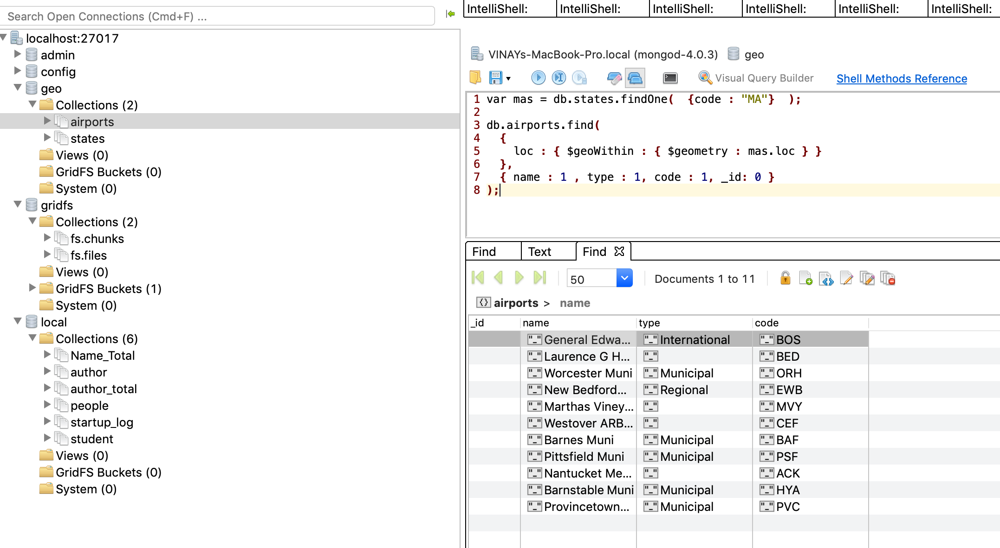 Search Open Connections (Cmd+F) ...
localhost:27017
admin
config
geo
Collections (2)
airports
states
Views (0)
GridFS Buckets (0)
System (0)
gridfs
Collections (2)
fs.chunks
fs.files
Views (0)
GridFS Buckets (1)
System (0)
local
Collections (6)
Name_Total
author
author_total
people
startup_log
student
Views (0)
GridFS Buckets (0)
System (0)
IntelliShell: IntelliShell: IntelliShell: IntelliShell: IntelliShell: IntelliShell:
VINAYs-MacBook-Pro.local (mongod-4.0.3) geo
Visual Query Builder Shell Methods Reference
1 var mas = db.states.findOne(  {code : "MA"}  );
2
3 db.airports.find(
4   {
5     loc : { $geoWithin : { $geometry : mas.loc } }
6   },
7   { name : 1 , type : 1, code : 1, _id: 0 }
8 );
Find Text Find
50 Documents 1 to 11
airports > name
_id name type code
"_" General Edwa... "_" International "_" BOS
"_" Laurence G H... "_" "_" BED
"_" Worcester Muni "_" Municipal "_" ORH
"_" New Bedford... "_" Regional "_" EWB
"_" Marthas Viney... "_" "_" MVY
"_" Westover ARB... "_" "_" CEF
"_" Barnes Muni "_" Municipal "_" BAF
"_" Pittsfield Muni "_" Municipal "_" PSF
"_" Nantucket Me... "_" "_" ACK
"_" Barnstable Muni "_" Municipal "_" HYA
"_" Provincetown... "_" Municipal "_" PVC